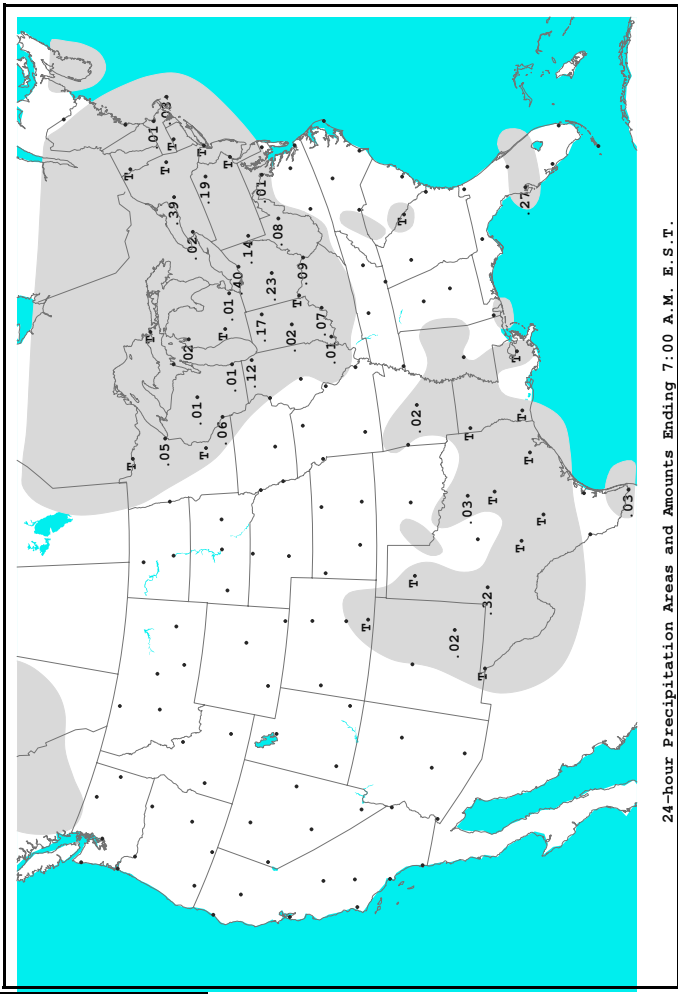 T
T
T
.01
.05
T
.03
T
.39
.02
.02
.01
T
T
.19
.06
T
.01
T
.01
.40
.14
.12
.17
.01
.23
.08
.02
T
.09
.07
.01
T
T
T
.02
.02
.03
T
T
.32
T
T
T
T
.27
T
T
.03
24-hour Precipitation Areas and Amounts Ending 7:00 A.M. E.S.T.